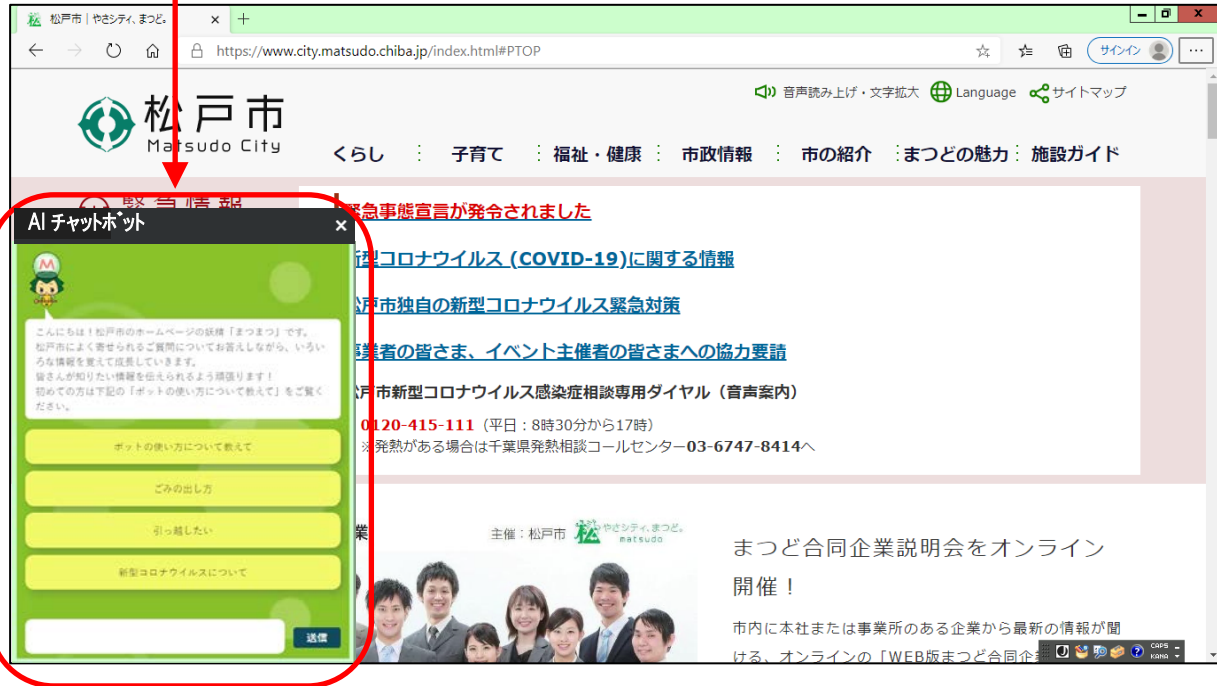 松戸市 | やさシティ、まつど。
https://www.city.matsudo.chiba.jp/index.html#PTOP
サインイン
松戸市
Matsudo City
音声読み上げ・文字拡大 Language サイトマップ
くらし 子育て 福祉・健康 市政情報 市の紹介 まつどの魅力 施設ガイド
緊急情報
緊急事態宣言が発令されました
新型コロナウイルス (COVID-19)に関する情報
松戸市独自の新型コロナウイルス緊急対策
事業者の皆さま、イベント主催者の皆さまへの協力要請
松戸市新型コロナウイルス感染症相談専用ダイヤル（音声案内）
0120-415-111（平日：8時30分から17時）
※発熱がある場合は千葉県発熱相談コールセンター03-6747-8414へ
AI チャットボット
こんにちは！松戸市のホームページの妖精「まつまつ」です。
松戸市によく寄せられるご質問についてお答えしながら、いろい
ろな情報を覚えて成長していきます。
皆さんが知りたい情報を伝えられるよう頑張ります！
初めての方は下記の「ボットの使い方について教えて」をご覧く
ださい。
ボットの使い方について教えて
ごみの出し方
引っ越したい
新型コロナウイルスについて
送信
業
主催：松戸市
松 やさシティ、まつど。
matsudo
まつど合同企業説明会をオンライン
開催！
市内に本社または事業所のある企業から最新の情報が聞
ける、オンラインの「WEB版まつど合同企
CAPS
KANA